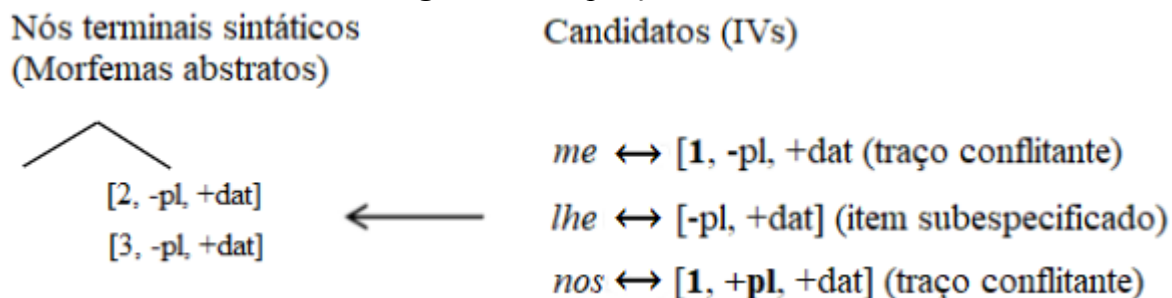 Nós terminais sintáticos
(Morfemas abstratos)
Candidatos (IVs)
[2, -pl, +dat]
[3, -pl, +dat]
me ↔ [1, -pl, +dat (traço conflitante)
lhe ↔ [-pl, +dat] (item subespecificado)
nos ↔ [1, +pl, +dat] (traço conflitante)